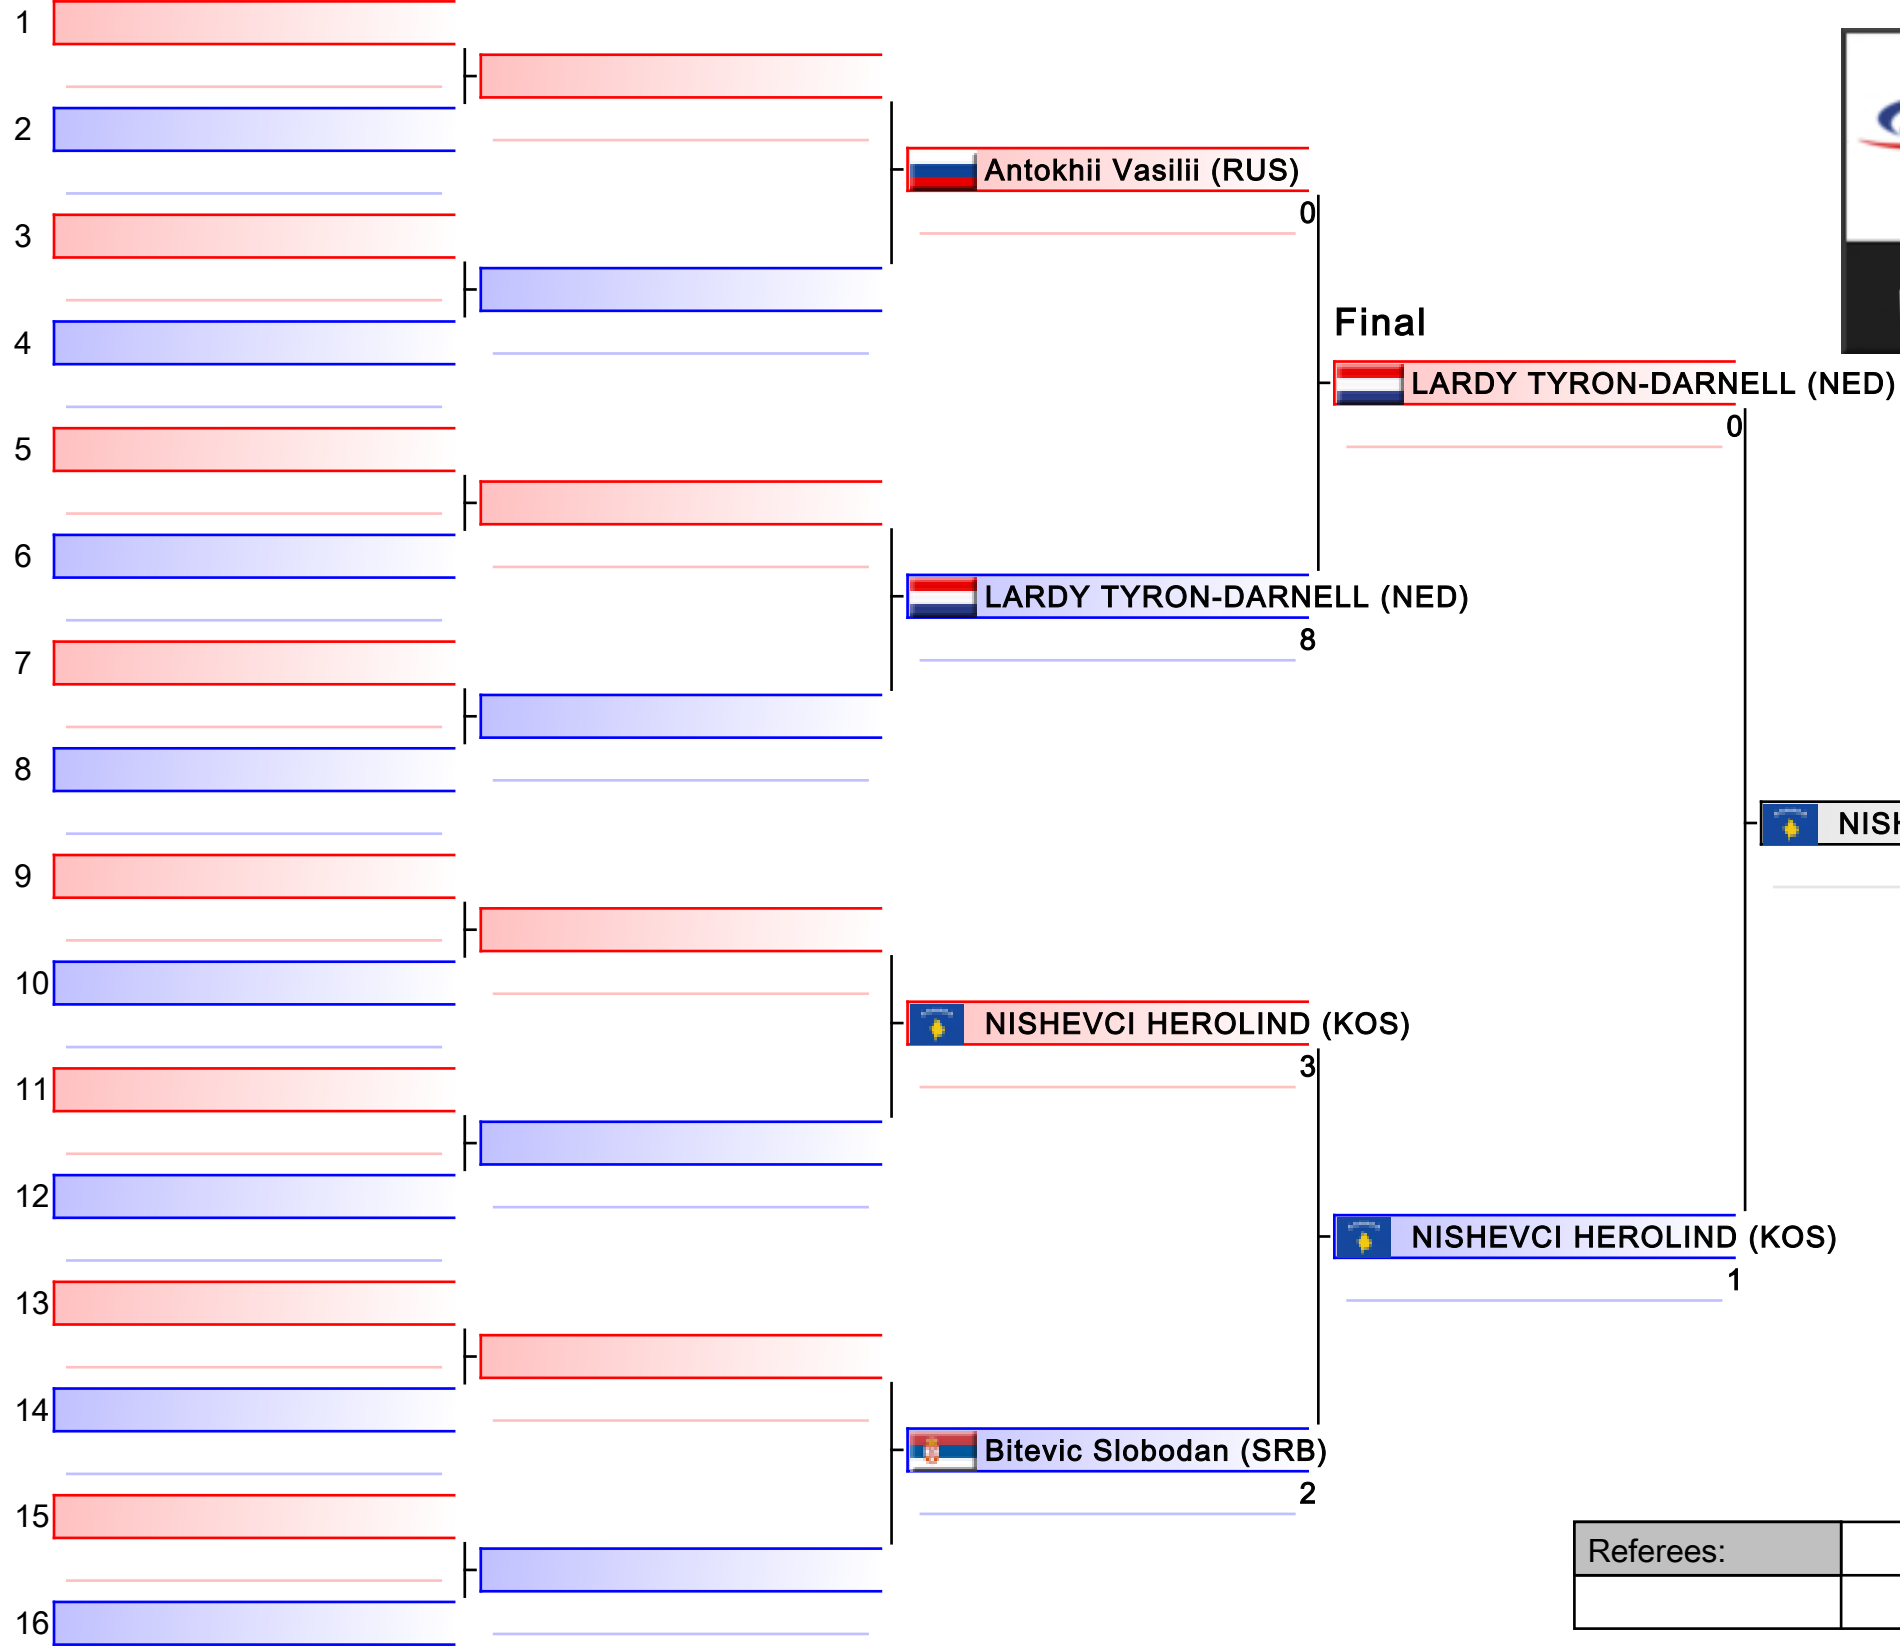 1
2
Antokhii Vasilii (RUS)
0
3
Final
4
LARDY TYRON-DARNELL (NED)
0
5
6
LARDY TYRON-DARNELL (NED)
8
7
8
9
10
NISHEVCI HEROLIND (KOS)
3
11
12
NISHEVCI HEROLIND (KOS)
1
13
14
Bitevic Slobodan (SRB)
2
15
Referees:
16